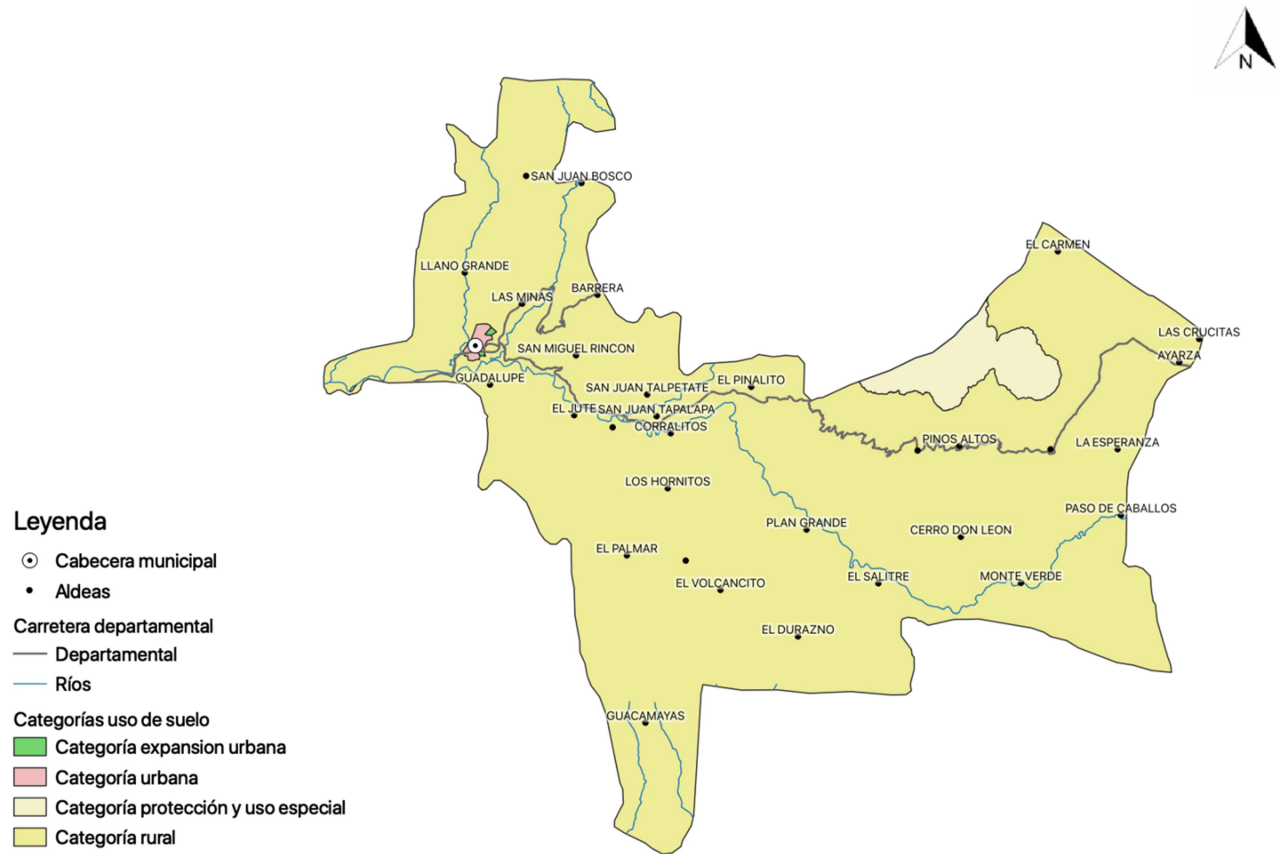 N
SAN JUAN BOSCO
EL CARMEN
LLANO GRANDE
LAS MINAS
BARRERA
LAS CRUCITAS
SAN MIGUEL RINCON
AYARZA
GUADALUPE
EL PINALITO
SAN JUAN TALPETATE
EL JUTE
SAN JUAN TAPALAPA
CORRALITOS
PINOS ALTOS
LA ESPERANZA
LOS HORNITOS
PASO DE CABALLOS
PLAN GRANDE
CERRO DON LEON
EL PALMAR
EL VOLCANCITO
EL SALITRE
MONTE VERDE
EL DURAZNO
GUACAMAYAS
Leyenda
Cabecera municipal
Aldeas
Carretera departamental
Departamental
Ríos
Categorías uso de suelo
Categoría expansion urbana
Categoría urbana
Categoría protección y uso especial
Categoría rural